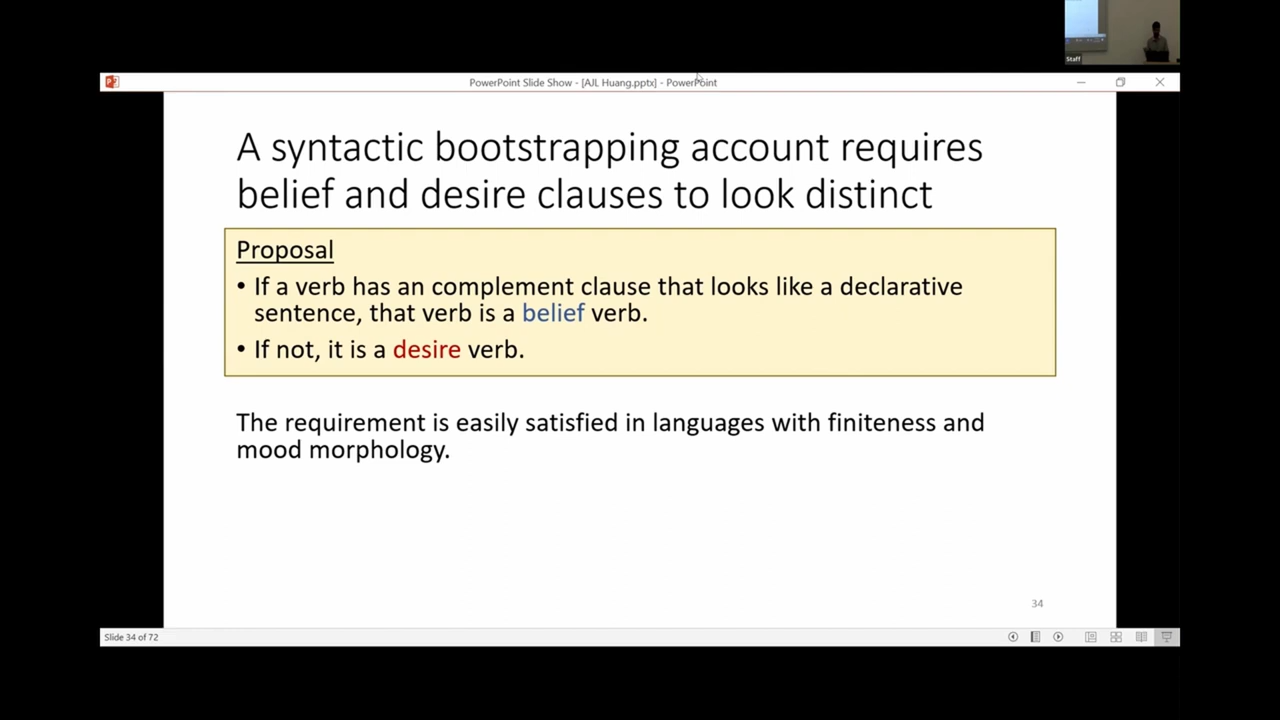 Staff
PowerPoint Slide Show - [AJL Huang.pptx] - PowerPoint
A syntactic bootstrapping account requires
belief and desire clauses to look distinct
Proposal
• If a verb has an complement clause that looks like a declarative
sentence, that verb is a belief verb.
• If not, it is a desire verb.
The requirement is easily satisfied in languages with finiteness and
mood morphology.
34
Slide 34 of 72